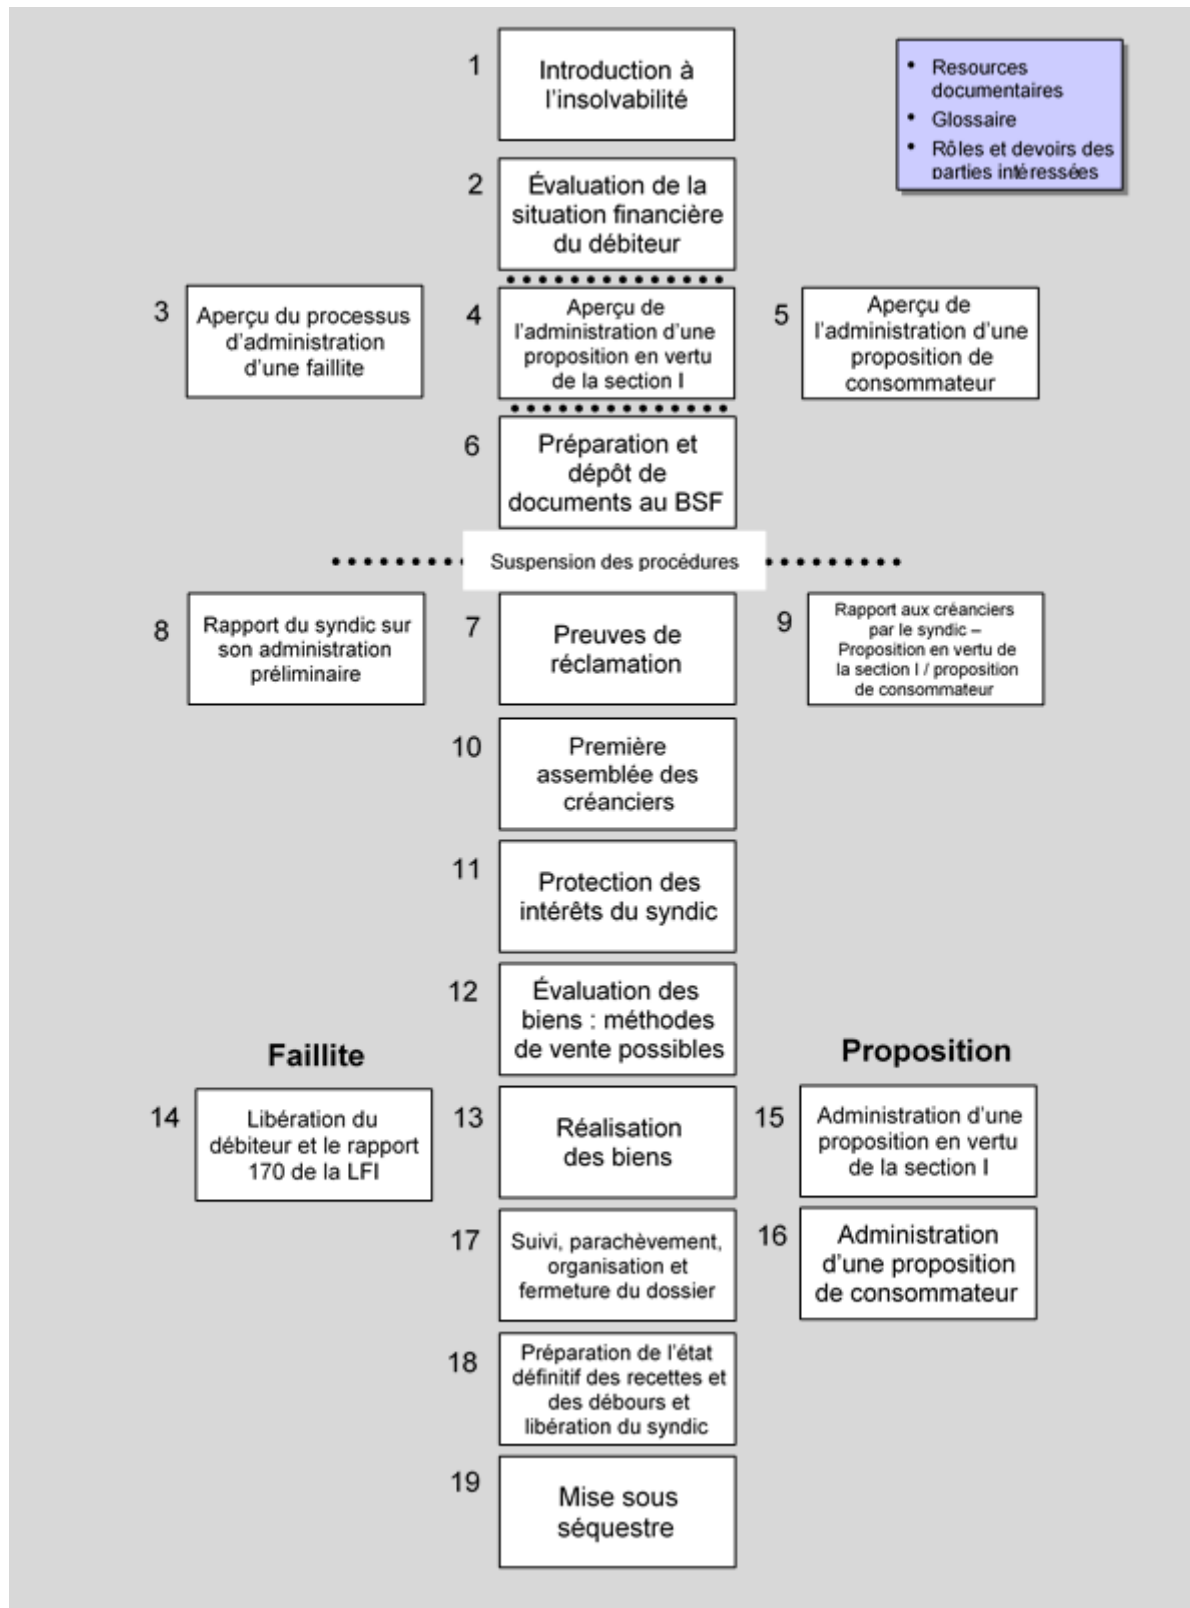 1
Introduction à
l'insolvabilité
• Resources
documentaires
• Glossaire
• Rôles et devoirs des
parties intéressées
2
Évaluation de la
situation financière
du débiteur
3
Aperçu du processus
d'administration
d'une faillite
4
Aperçu de
l'administration d'une
proposition en vertu
de la section I
5
Aperçu de
l'administration d'une
proposition de
consommateur
6
Préparation et
dépôt de
documents au BSF
Suspension des procédures
8
Rapport du syndic sur
son administration
préliminaire
7
Preuves de
réclamation
9
Rapport aux créanciers
par le syndic –
Proposition en vertu de
la section I / proposition
de consommateur
10
Première
assemblée des
créanciers
11
Protection des
intérêts du syndic
12
Évaluation des
biens : méthodes
de vente possibles
Faillite
Proposition
14
Libération du
débiteur et le rapport
170 de la LFI
13
Réalisation
des biens
15
Administration d'une
proposition en vertu
de la section I
17
Suivi, parachèvement,
organisation et
fermeture du dossier
16
Administration
d'une proposition
de consommateur
18
Préparation de l'état
définitif des recettes et
des débours et
libération du syndic
19
Mise sous
séquestre